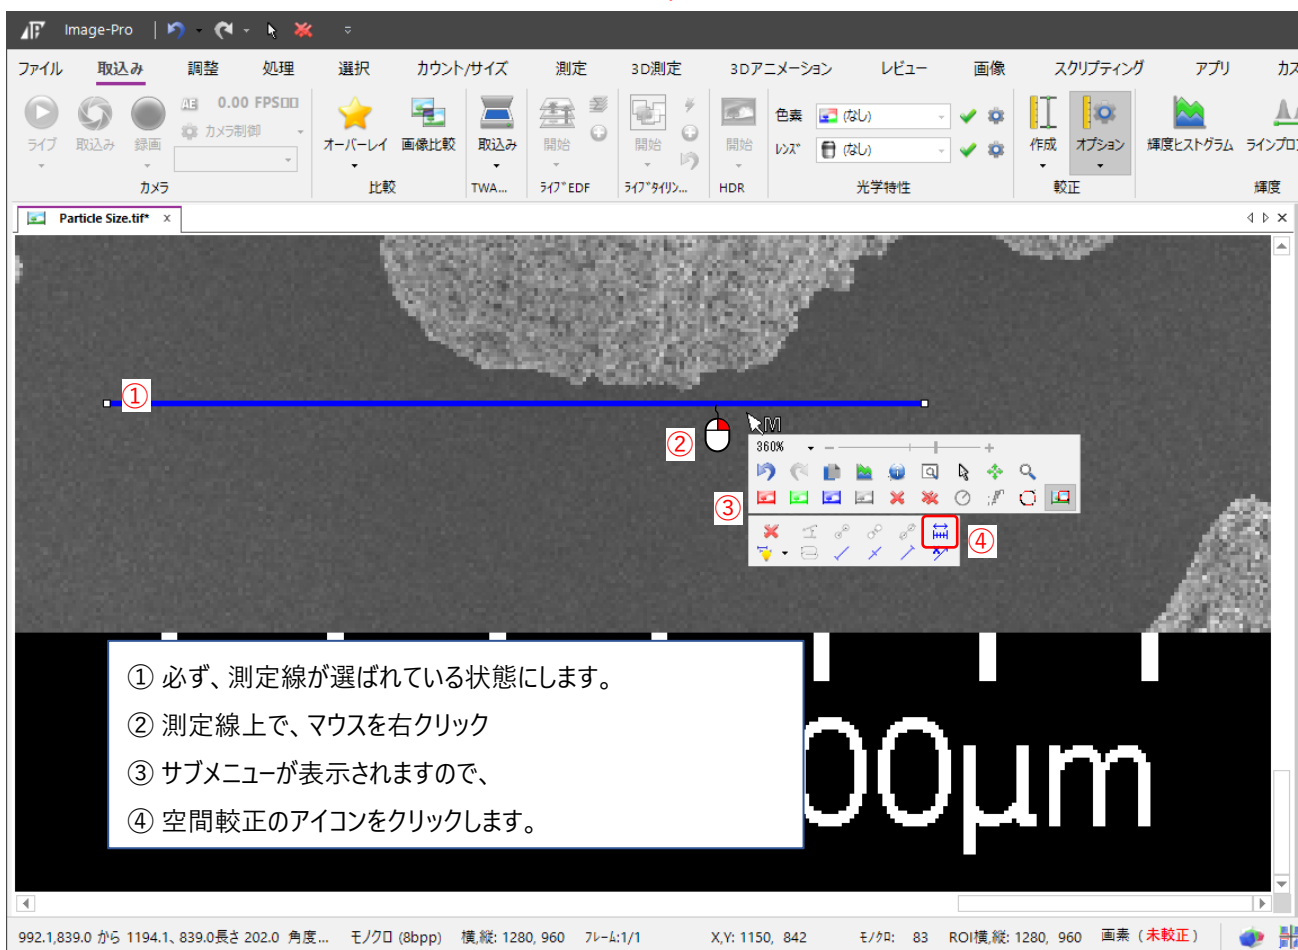 Image-Pro
ファイル 取込み 調整 処理 選択 カウント/サイズ 測定 3D測定 3Dアニメーション レビュー 画像 スクリプティング アプリ カス
AE 0.00 FPS
カメラ制御
ライブ 取込み 録画 オーバーレイ 画像比較 取込み 開始 開始 開始
色素 (なし)
レンズ (なし)
作成 オプション 輝度ヒストグラム ラインプロ
カメラ 比較 TWA... ライブEDF ライブタイリン... HDR 光学特性 較正 輝度
Particle Size.tif* x
①
②
[M]
360%
③
④
① 必ず、測定線が選ばれている状態にします。
② 測定線上で、マウスを右クリック
③ サブメニューが表示されますので、
④ 空間較正のアイコンをクリックします。
00µm
992.1,839.0 から 1194.1、839.0長さ 202.0 角度... モノクロ (8bpp) 横,縦: 1280, 960 フレーム:1/1 X,Y: 1150, 842 モノクロ: 83 ROI横,縦: 1280, 960 画素 (未較正)